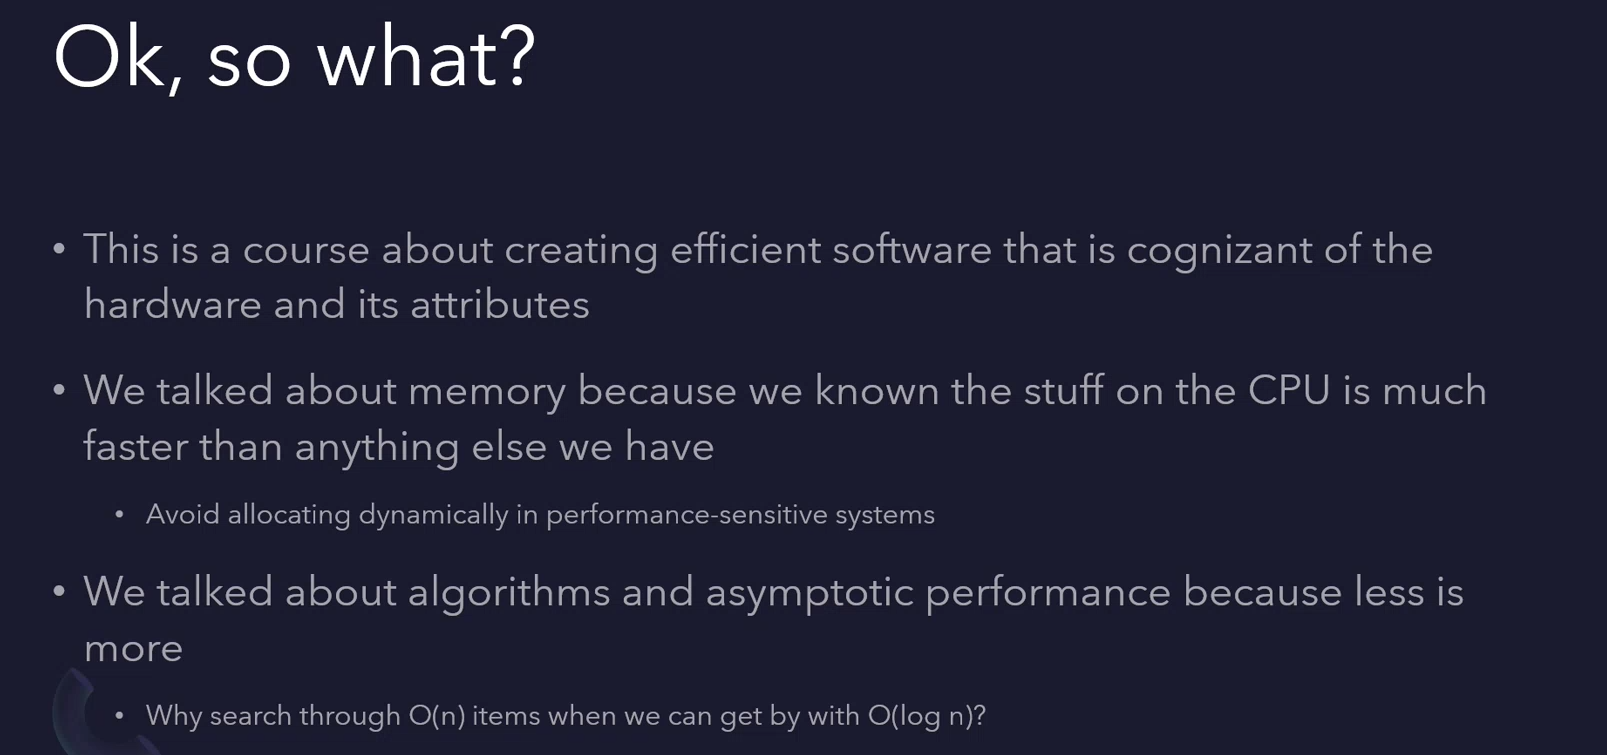 Ok, so what?
• This is a course about creating efficient software that is cognizant of the
hardware and its attributes
• We talked about memory because we known the stuff on the CPU is much
faster than anything else we have
• Avoid allocating dynamically in performance-sensitive systems
• We talked about algorithms and asymptotic performance because less is
more
• Why search through O(n) items when we can get by with O(log n)?